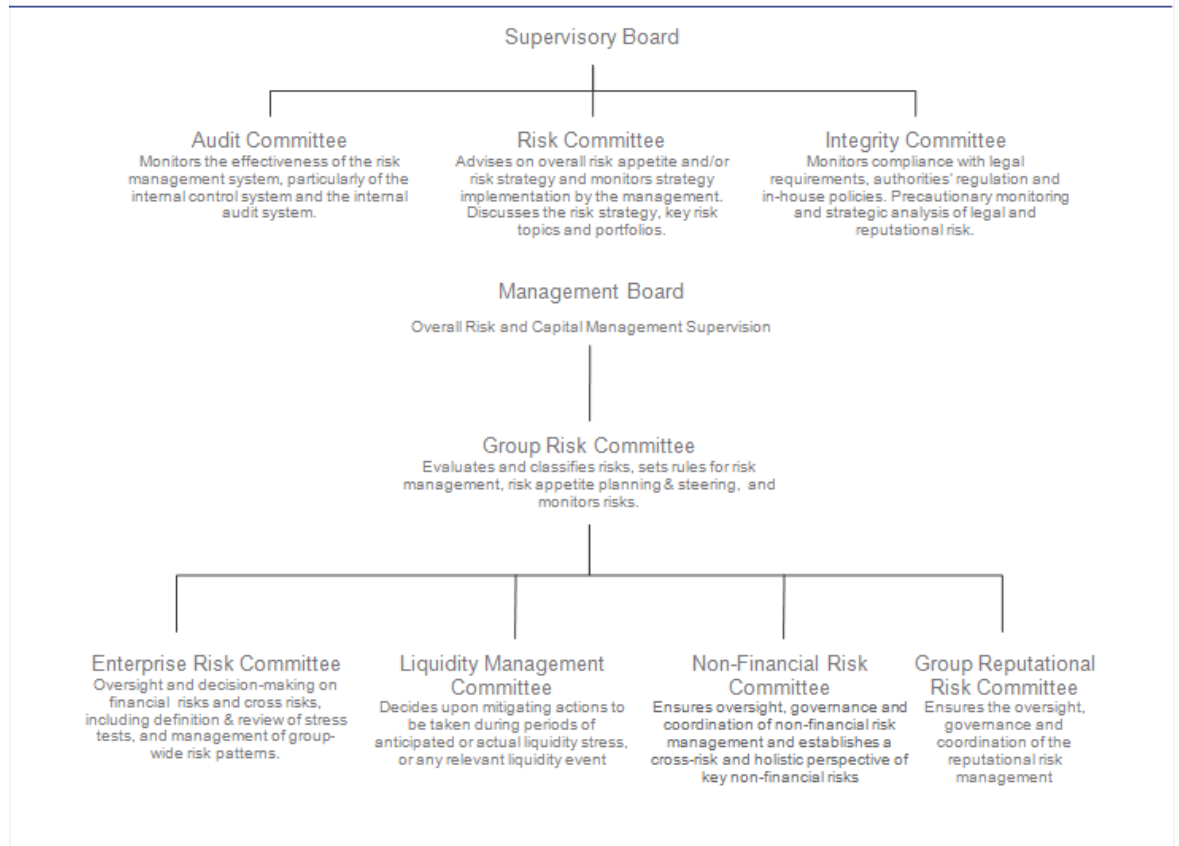 Supervisory Board
Audit Committee
Monitors the effectiveness of the risk
management system, particularly of the
internal control system and the internal
audit system.
Risk Committee
Advises on overall risk appetite and/or
risk strategy and monitors strategy
implementation by the management.
Discusses the risk strategy, key risk
topics and portfolios.
Integrity Committee
Monitors compliance with legal
requirements, authorities' regulation and
in-house policies. Precautionary monitoring
and strategic analysis of legal and
reputational risk.
Management Board
Overall Risk and Capital Management Supervision
Group Risk Committee
Evaluates and classifies risks, sets rules for risk
management, risk appetite planning & steering, and
monitors risks.
Enterprise Risk Committee
Oversight and decision-making on
financial risks and cross risks,
including definition & review of stress
tests, and management of group-
wide risk patterns.
Liquidity Management
Committee
Decides upon mitigating actions to
be taken during periods of
anticipated or actual liquidity stress,
or any relevant liquidity event
Non-Financial Risk
Committee
Ensures oversight, governance and
coordination of non-financial risk
management and establishes a
cross-risk and holistic perspective of
key non-financial risks
Group Reputational
Risk Committee
Ensures the oversight,
governance and
coordination of the
reputational risk
management